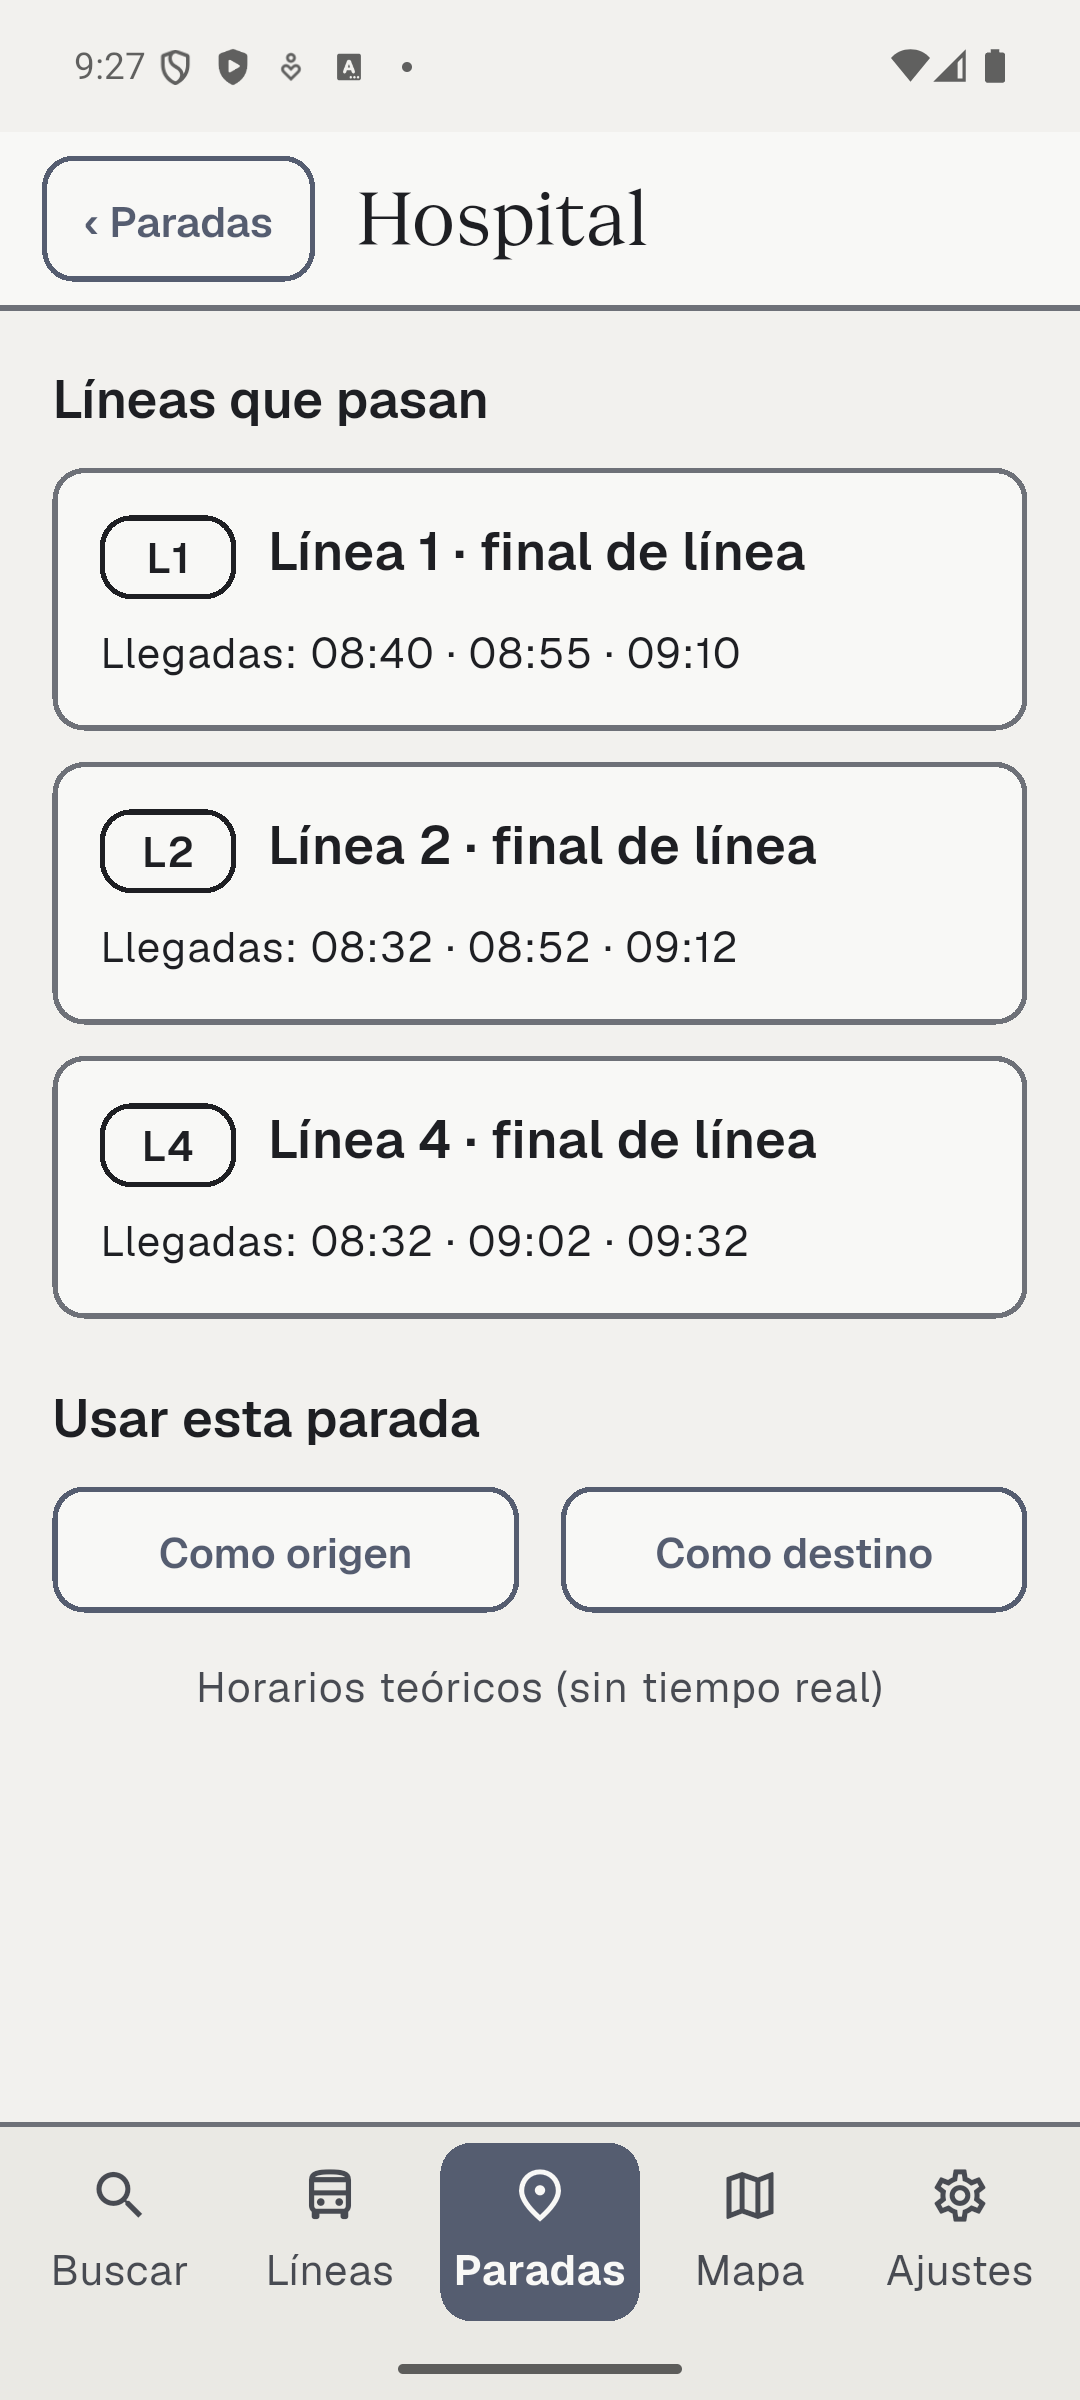 9:27
‹ Paradas
Hospital
Líneas que pasan
L1 Línea 1 · final de línea
Llegadas: 08:40 · 08:55 · 09:10
L2 Línea 2 · final de línea
Llegadas: 08:32 · 08:52 · 09:12
L4 Línea 4 · final de línea
Llegadas: 08:32 · 09:02 · 09:32
Usar esta parada
Como origen Como destino
Horarios teóricos (sin tiempo real)
Buscar Líneas Paradas Mapa Ajustes